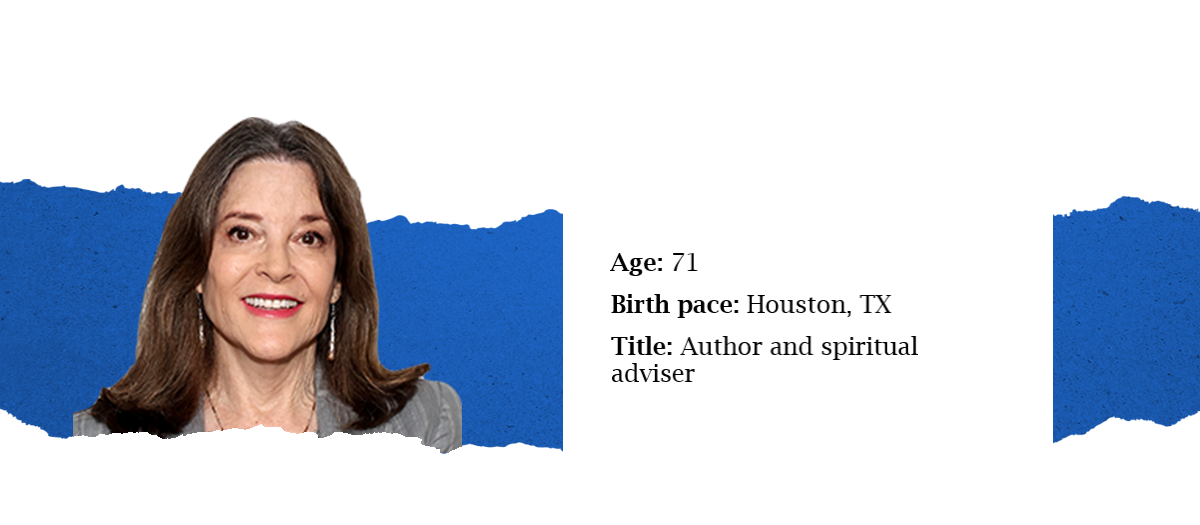 Age: 71
Birth pace: Houston, TX
Title: Author and spiritual
adviser